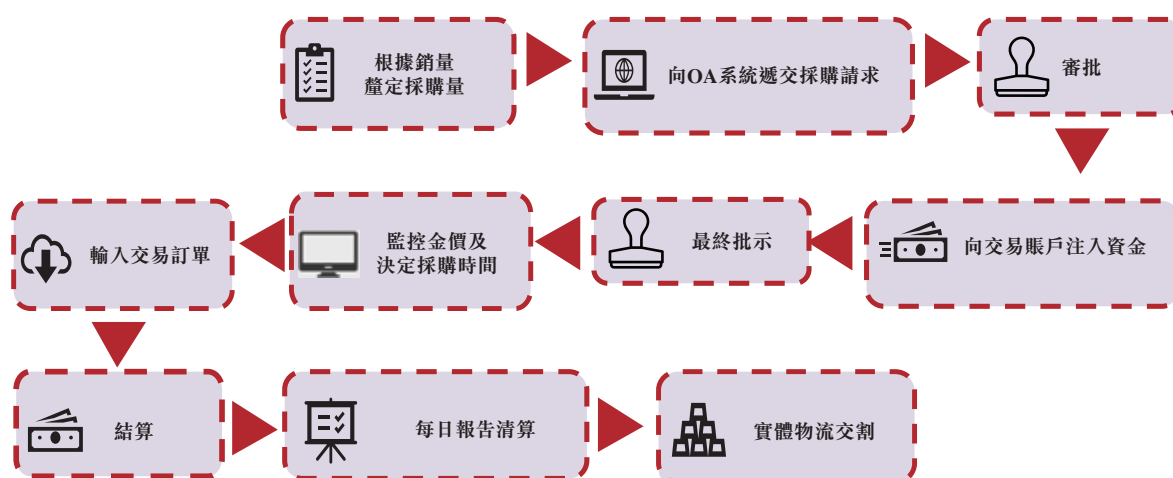 根據銷量
釐定採購量
向OA系統遞交採購請求
審批
向交易賬戶注入資金
最終批示
監控金價及
決定採購時間
輸入交易訂單
結算
每日報告清算
實體物流交割